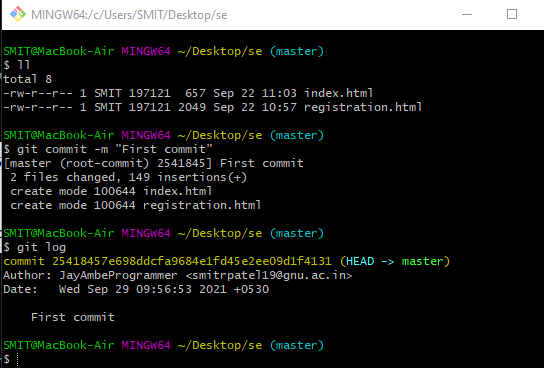 MINGW64:/c/Users/SMIT/Desktop/se
SMIT@MacBook-Air MINGW64 ~/Desktop/se (master)
$ ll
total 8
-rw-r--r-- 1 SMIT 197121  657 Sep 22 11:03 index.html
-rw-r--r-- 1 SMIT 197121 2049 Sep 22 10:57 registration.html
SMIT@MacBook-Air MINGW64 ~/Desktop/se (master)
$ git commit -m "First commit"
[master (root-commit) 2541845] First commit
 2 files changed, 149 insertions(+)
 create mode 100644 index.html
 create mode 100644 registration.html
SMIT@MacBook-Air MINGW64 ~/Desktop/se (master)
$ git log
commit 25418457e698ddcfa9684e1fd45e2ee09d1f4131 (HEAD -> master)
Author: JayAmbeProgrammer <smitrpatel19@gnu.ac.in>
Date:   Wed Sep 29 09:56:53 2021 +0530
    First commit
SMIT@MacBook-Air MINGW64 ~/Desktop/se (master)
$